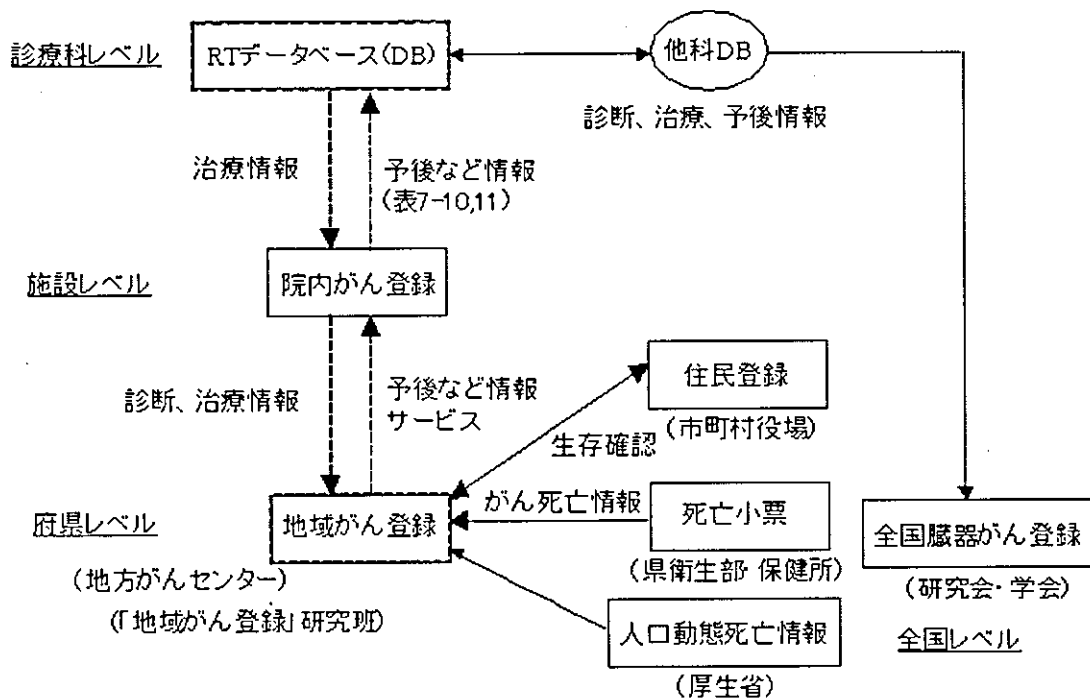 診療科レベル
RTデータベース(DB)
他科DB
診断、治療、予後情報
治療情報
予後など情報
(表7-10,11)
施設レベル
院内がん登録
診断、治療情報
予後など情報
サービス
住民登録
(市町村役場)
生存確認
府県レベル
地域がん登録
がん死亡情報
死亡小票
(県衛生部・保健所)
全国臓器がん登録
(研究会・学会)
全国レベル
(地方がんセンター)
(「地域がん登録」研究班)
人口動態死亡情報
(厚生省)